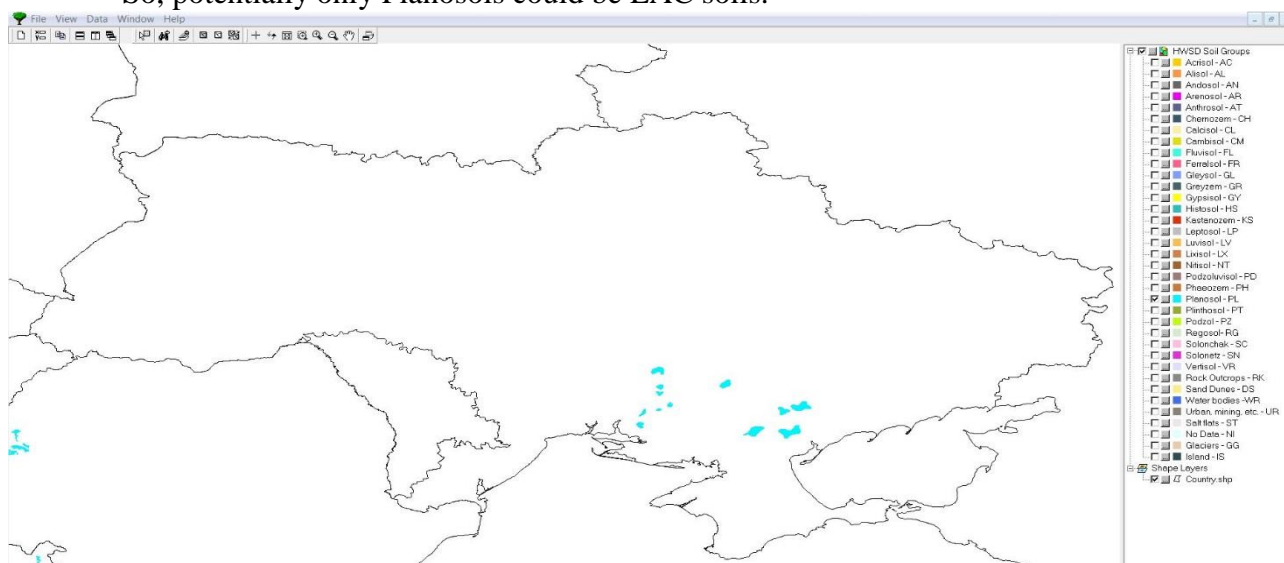 So, potentially only Planosols could be LAC soils.
File View Data Window Help
HWSD Soil Groups
Acrisol - AC
Alisol - AL
Andosol - AN
Arenosol - AR
Anthrosol - AT
Chernozem - CH
Calcisol - CL
Cambisol - CM
Fluvisol - FL
Ferralsol - FR
Gleysol - GL
Greyzem - GR
Gypsisol - GY
Histosol - HS
Kastanozem - KS
Leptosol - LP
Luvisol - LV
Lixisol - LX
Nitisol - NT
Podzoluvisol - PD
Phaeozem - PH
Planosol - PL
Plinthosol - PT
Podzol - PZ
Regosol - RG
Solonchak - SC
Solonetz - SN
Vertisol - VR
Rock Outcrops - RK
Sand Dunes - DS
Water bodies - WR
Urban, mining, etc. - UR
Salt flats - ST
No Data - NI
Glaciers - GG
Island - IS
Shape Layers
Country.shp